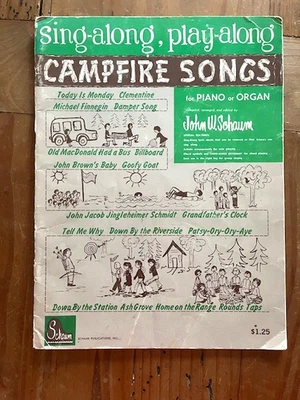 sing-along, play-along
CAMPFIRE SONGS
for PIANO or ORGAN
Today Is Monday Clementine
Michael Finnegin Damper Song
John W. Schaum
Old MacDonald Had a Bus Billboard
John Brown's Baby Goofy Goat
John Jacob Jingleheimer Schmidt Grandfather's Clock
Tell Me Why Down By the Riverside Patsy-Ory-Ory-Aye
Down By the Station Ash Grove Home on the Range Rounds Taps
Schaum
SCHAUM PUBLICATIONS, INC.
$1.25